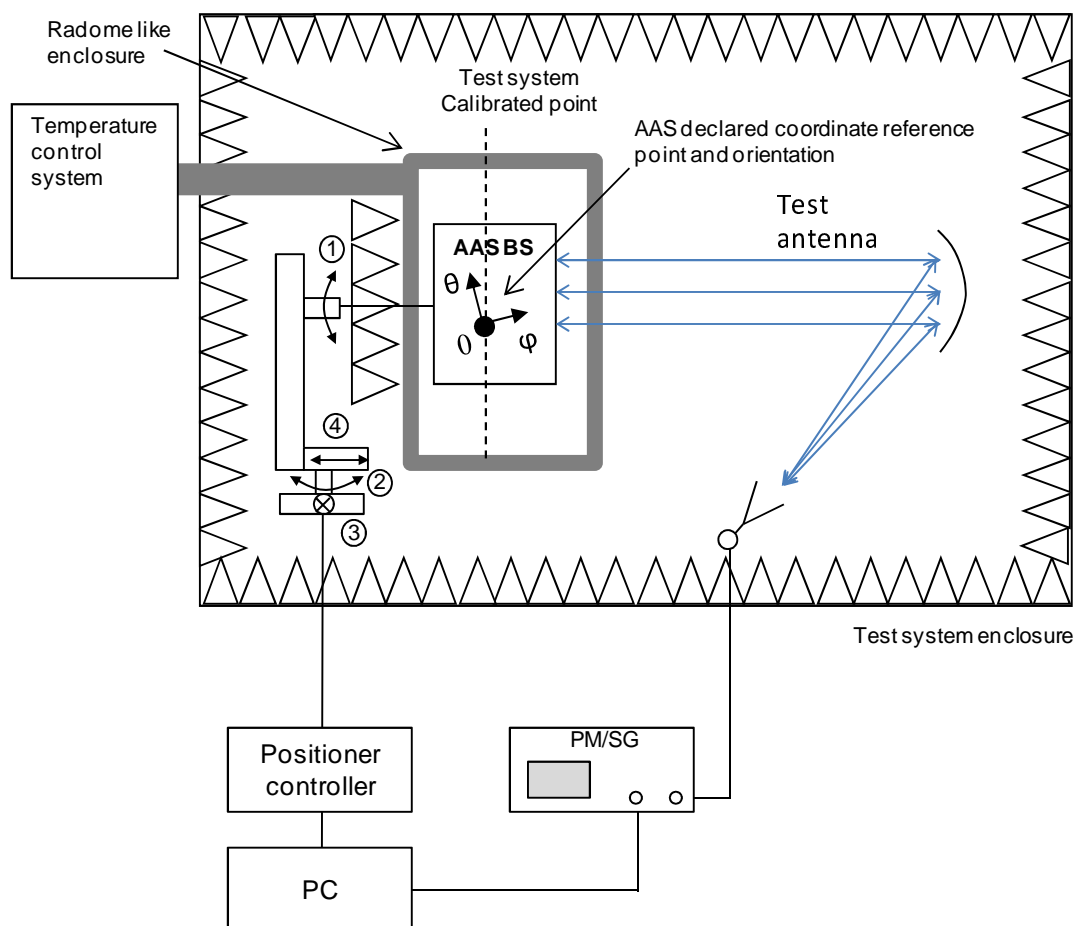 Radome like
enclosure
Test system
Calibrated point
Temperature
control
system
AAS declared coordinate reference
point and orientation
Test
antenna
AAS BS
θ
0
φ
1
4
2
3
Test system enclosure
Positioner
controller
PM/SG
PC